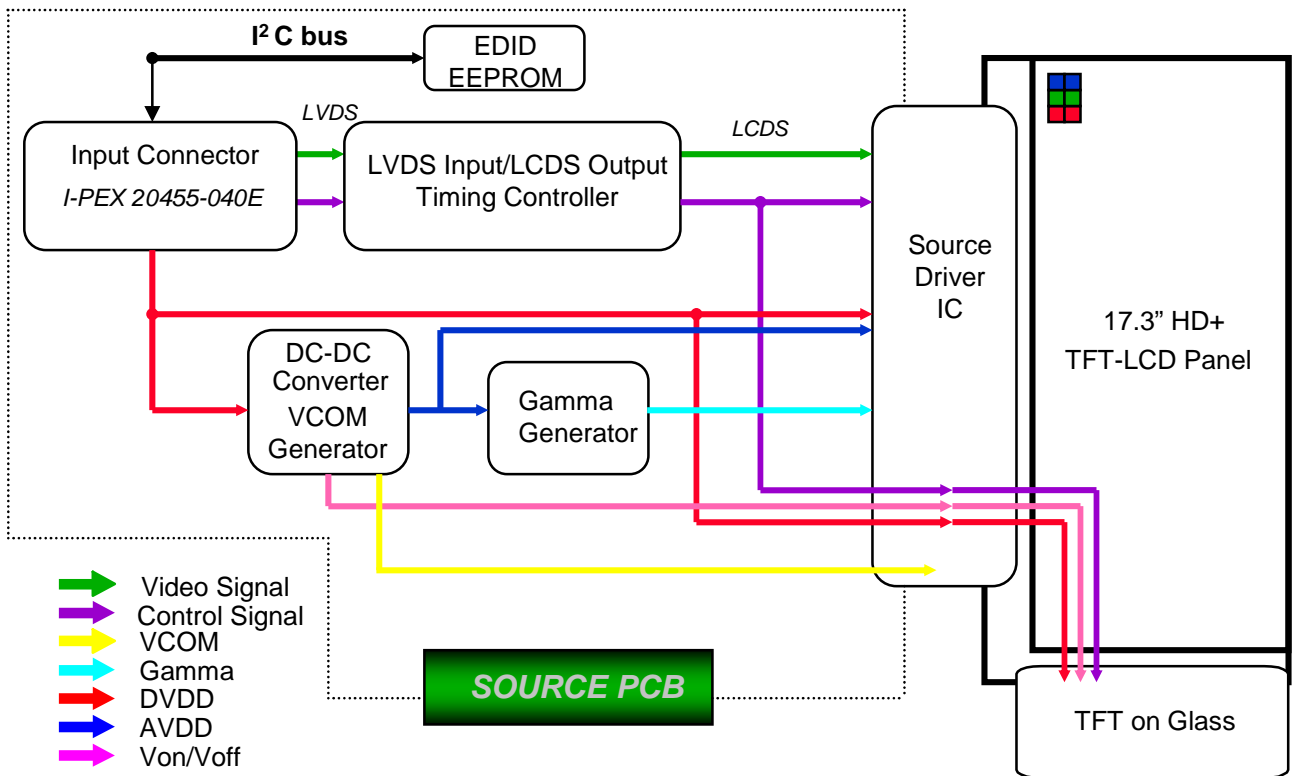 I² C bus
EDID
EEPROM
LVDS
LCDS
Input Connector
I-PEX 20455-040E
LVDS Input/LCDS Output
Timing Controller
Source
Driver
IC
17.3” HD+
TFT-LCD Panel
DC-DC
Converter
VCOM
Generator
Gamma
Generator
Video Signal
Control Signal
VCOM
Gamma
DVDD
AVDD
Von/Voff
SOURCE PCB
TFT on Glass